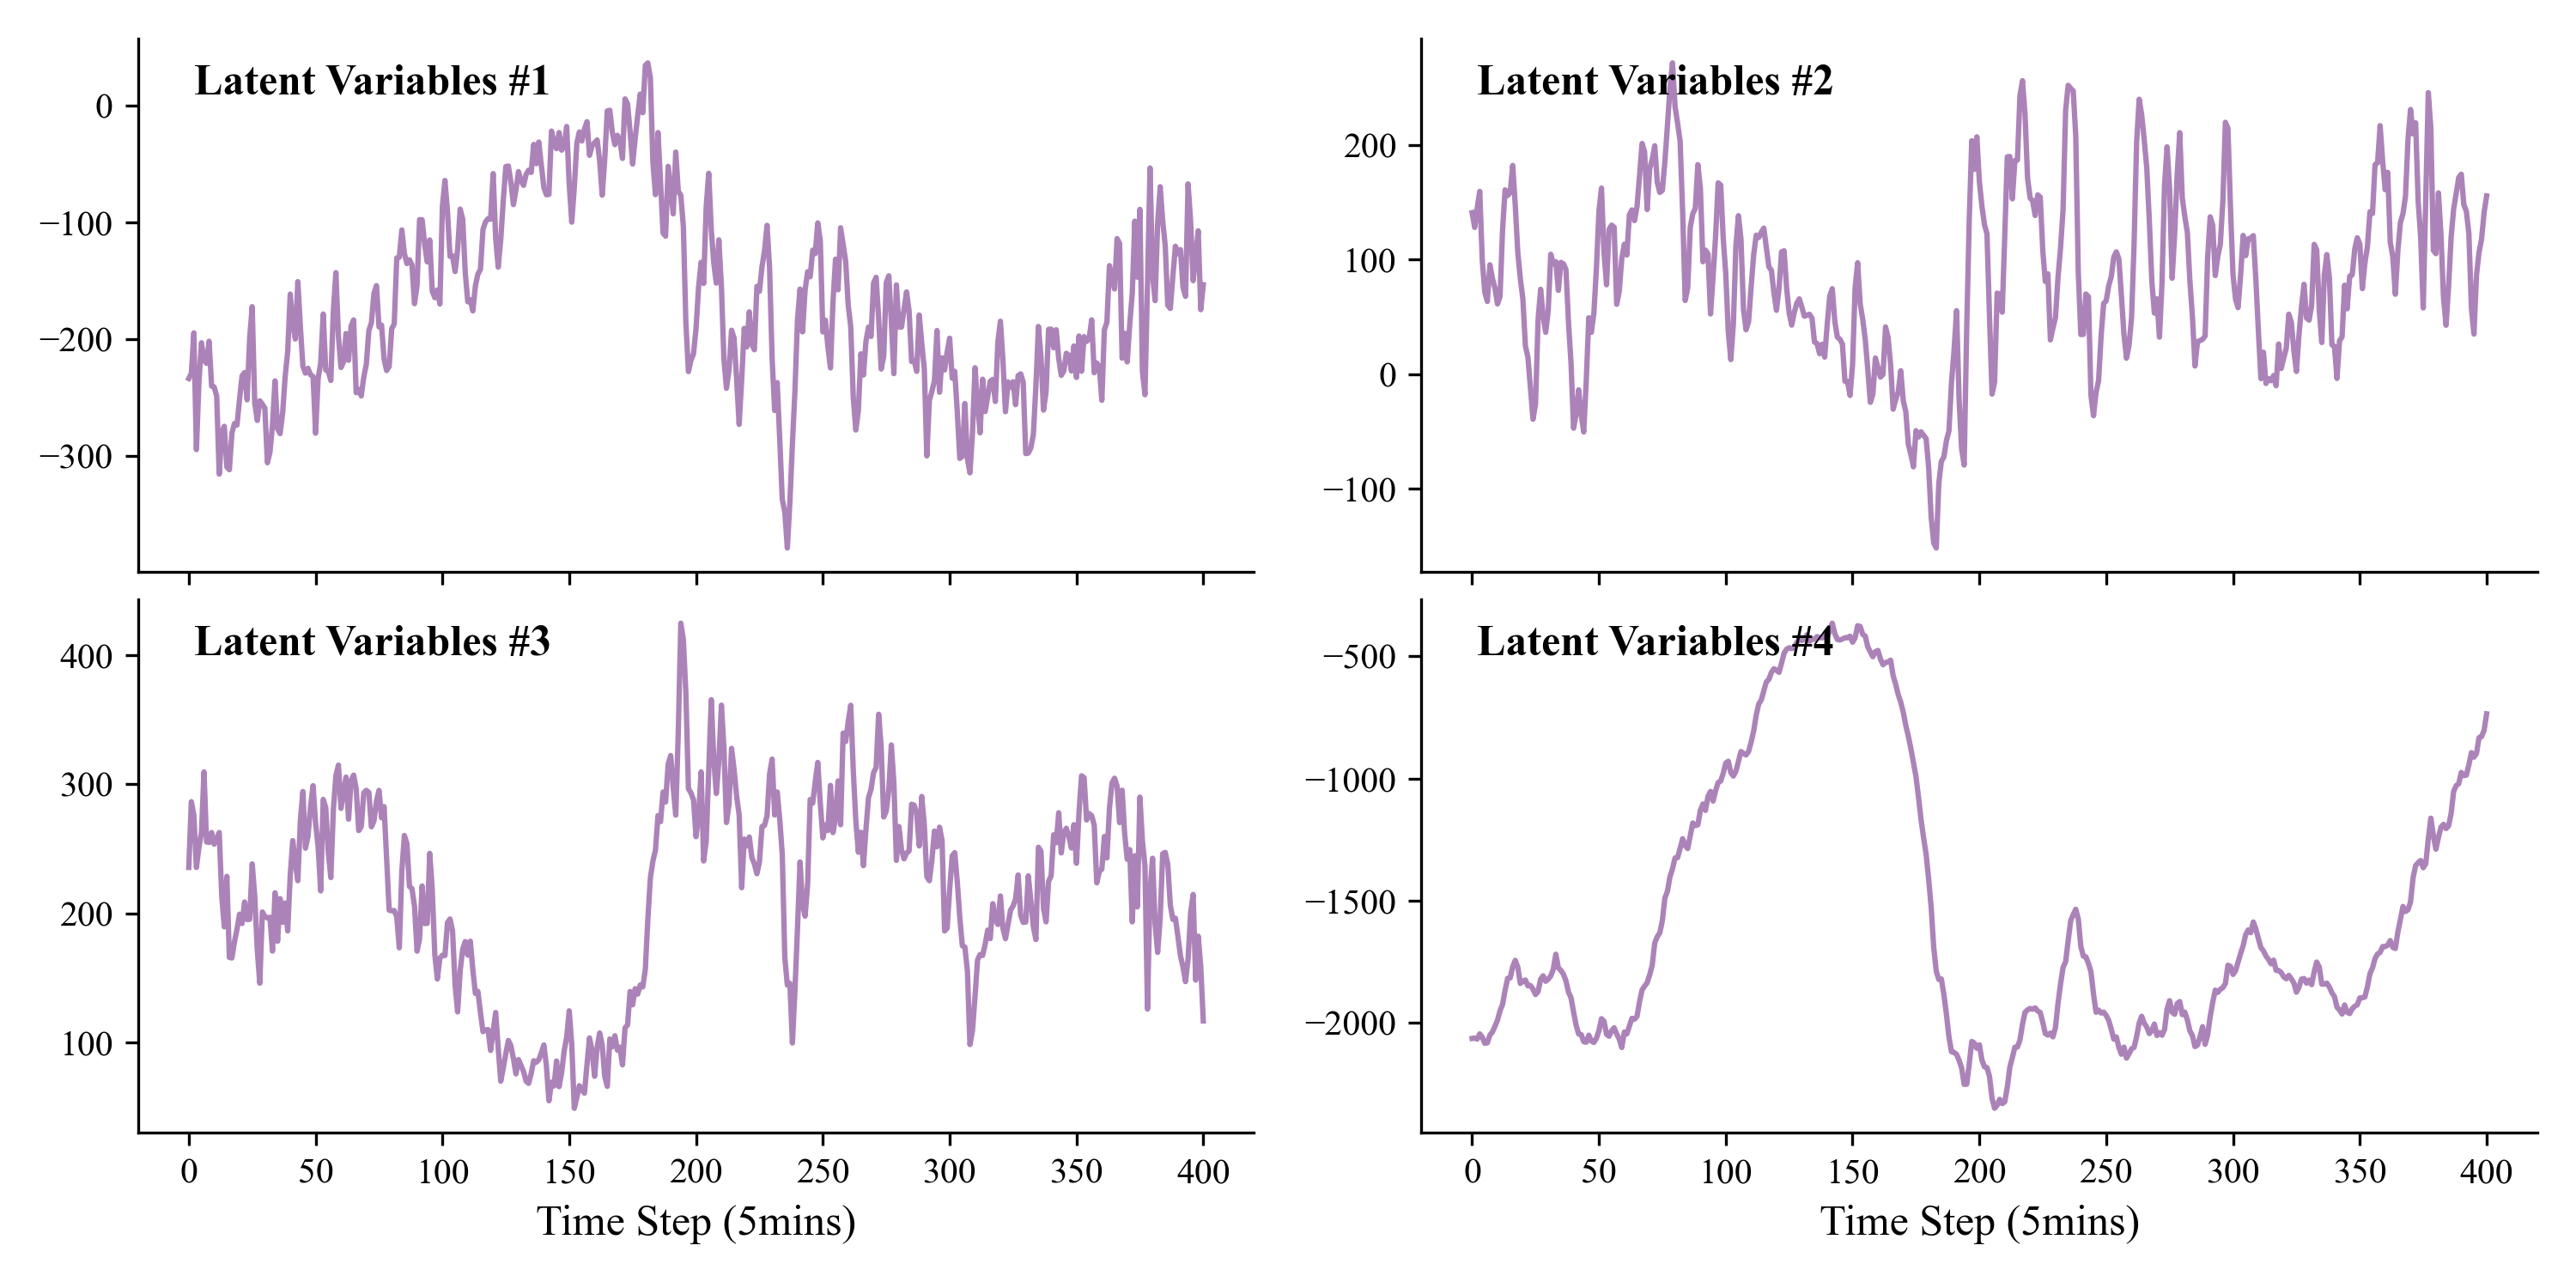 Latent Variables #1
0
−100
−200
−300
Latent Variables #2
200
100
0
−100
Latent Variables #3
400
300
200
100
0 50 100 150 200 250 300 350 400
Time Step (5mins)
Latent Variables #4
−500
−1000
−1500
−2000
0 50 100 150 200 250 300 350 400
Time Step (5mins)